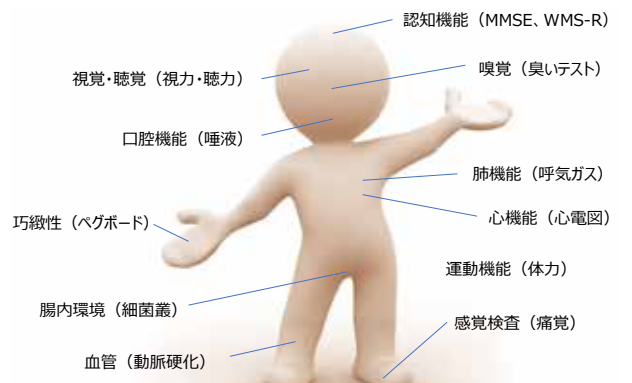 認知機能（MMSE、WMS-R）
視覚・聴覚（視力・聴力）
嗅覚（臭いテスト）
口腔機能（唾液）
肺機能（呼気ガス）
巧緻性（ペグボード）
心機能（心電図）
運動機能（体力）
腸内環境（細菌叢）
感覚検査（痛覚）
血管（動脈硬化）